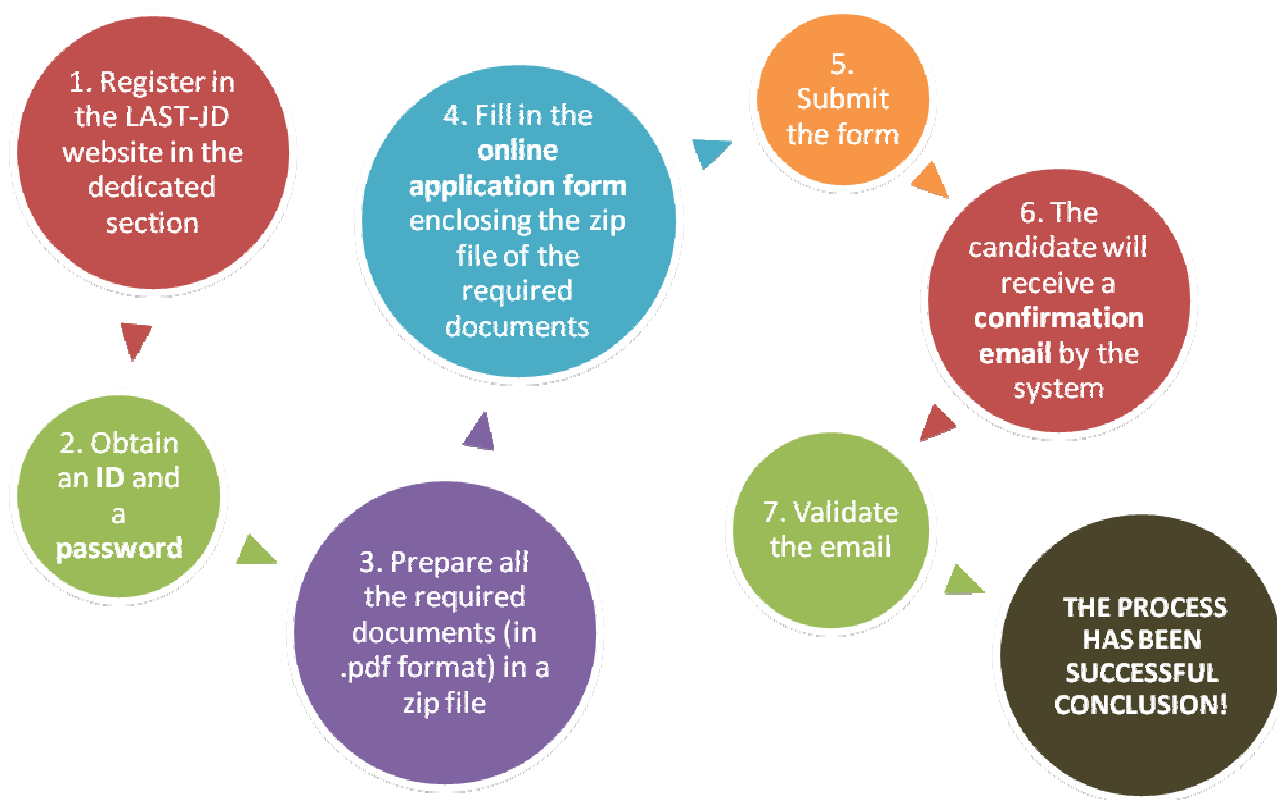 1. Register in
the LAST-JD
website in the
dedicated
section
2. Obtain
an ID and
a
password
3. Prepare all
the required
documents (in
.pdf format) in a
zip file
4. Fill in the
online
application form
enclosing the zip
file of the
required
documents
5.
Submit
the form
6. The
candidate will
receive a
confirmation
email by the
system
7. Validate
the email
THE PROCESS
HAS BEEN
SUCCESSFUL
CONCLUSION!